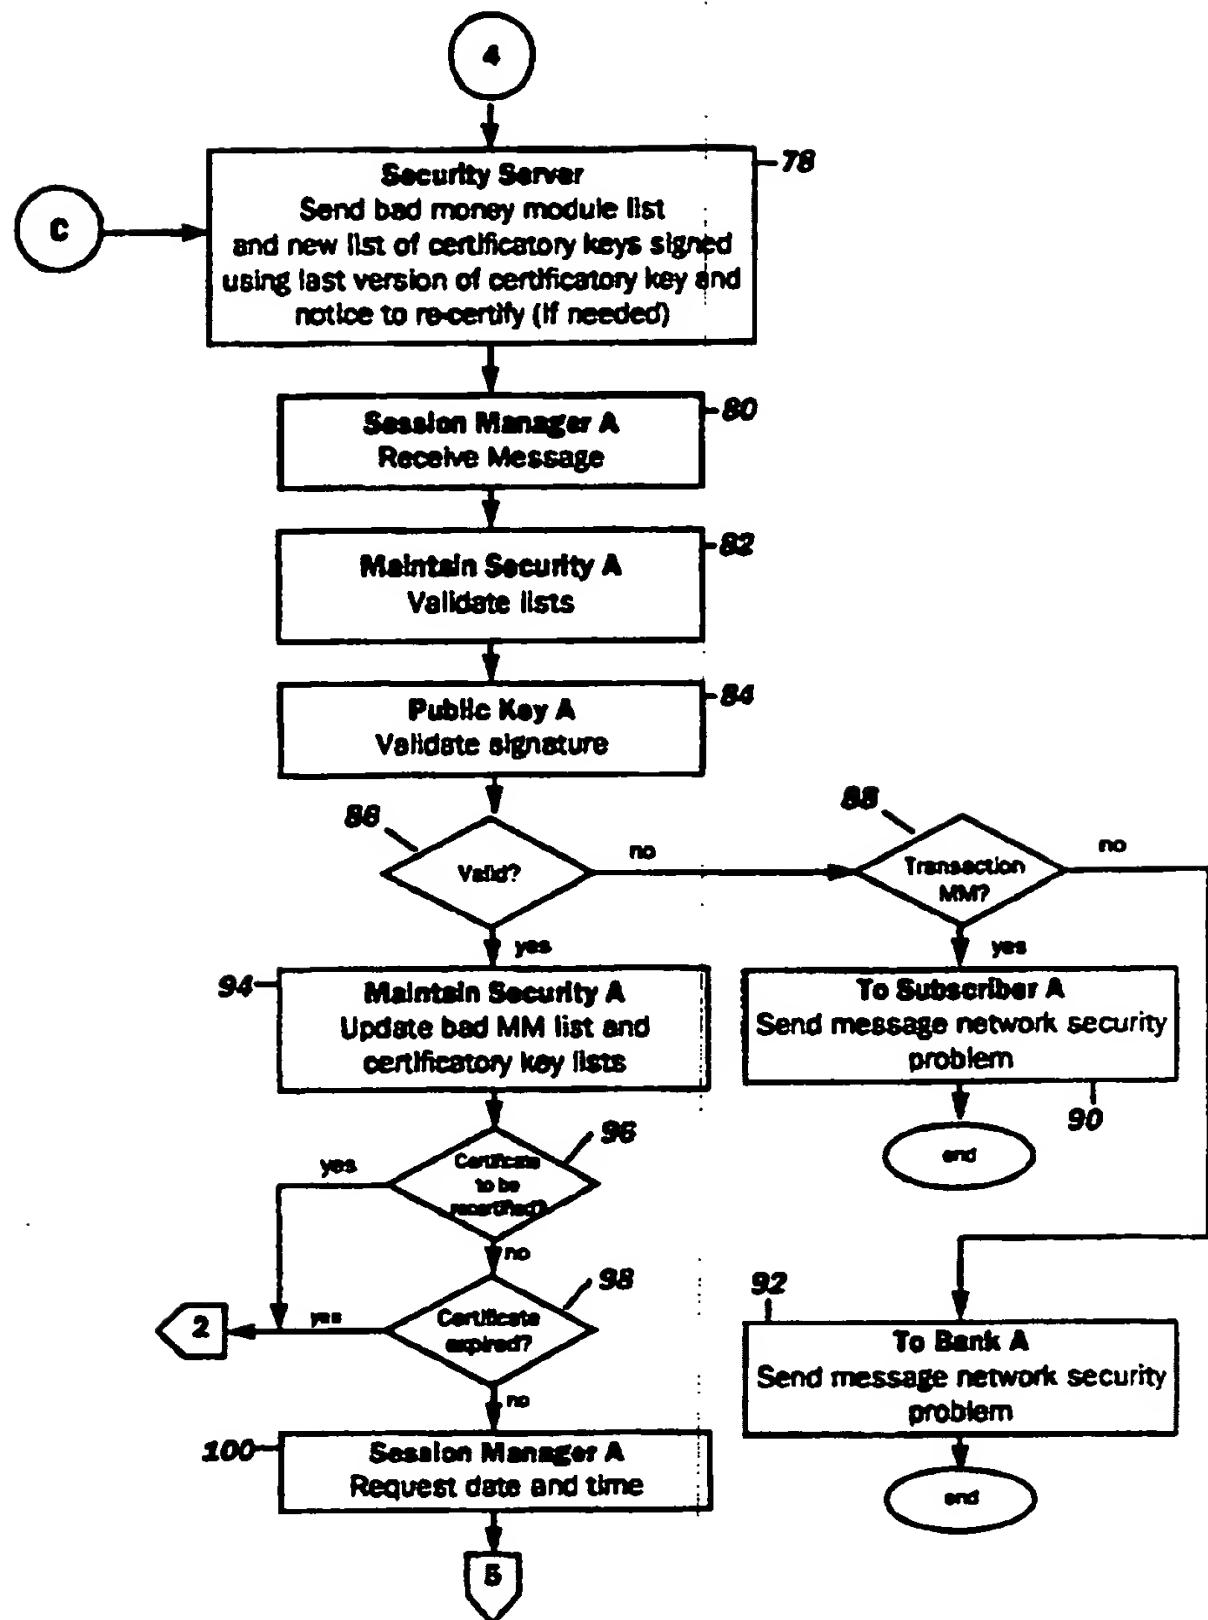 4
C
78
Security Server
Send bad money module list
and new list of certificatory keys signed
using last version of certificatory key and
notice to re-certify (if needed)
80
Session Manager A
Receive Message
82
Maintain Security A
Validate lists
84
Public Key A
Validate signature
86
Valid?
no
88
Transaction
MM?
no
yes
yes
94
Maintain Security A
Update bad MM list and
certificatory key lists
To Subscriber A
Send message network security
problem
90
end
96
Certificate
to be
recertified?
yes
no
98
Certificate
expired?
yes
2
no
92
To Bank A
Send message network security
problem
end
100
Session Manager A
Request date and time
5